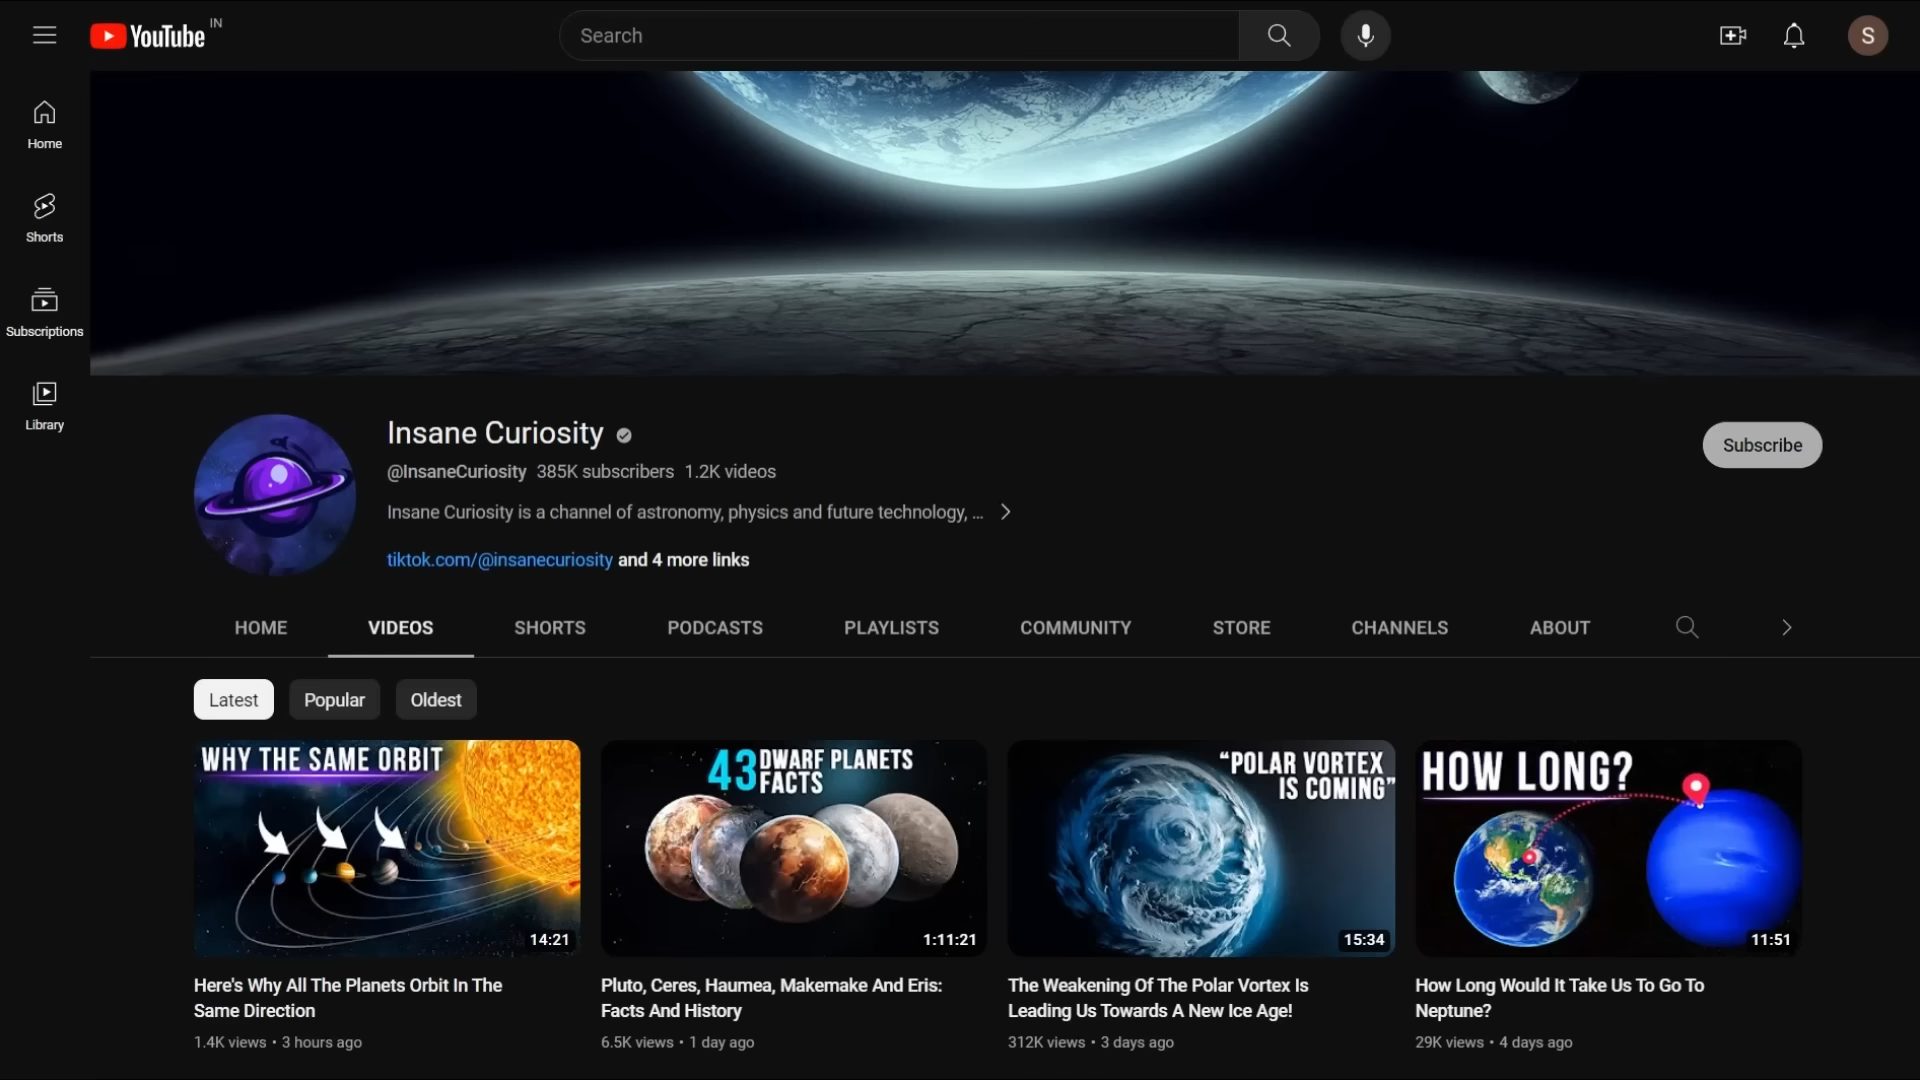 YouTube IN
Search
S
Home
Shorts
Subscriptions
Library
Insane Curiosity
@InsaneCuriosity 385K subscribers 1.2K videos
Insane Curiosity is a channel of astronomy, physics and future technology, ...
tiktok.com/@insanecuriosity and 4 more links
Subscribe
HOME VIDEOS SHORTS PODCASTS PLAYLISTS COMMUNITY STORE CHANNELS ABOUT
Latest Popular Oldest
WHY THE SAME ORBIT
14:21
43 DWARF PLANETS
FACTS
1:11:21
“POLAR VORTEX
IS COMING”
15:34
HOW LONG?
11:51
Here's Why All The Planets Orbit In The
Same Direction
1.4K views • 3 hours ago
Pluto, Ceres, Haumea, Makemake And Eris:
Facts And History
6.5K views • 1 day ago
The Weakening Of The Polar Vortex Is
Leading Us Towards A New Ice Age!
312K views • 3 days ago
How Long Would It Take Us To Go To
Neptune?
29K views • 4 days ago